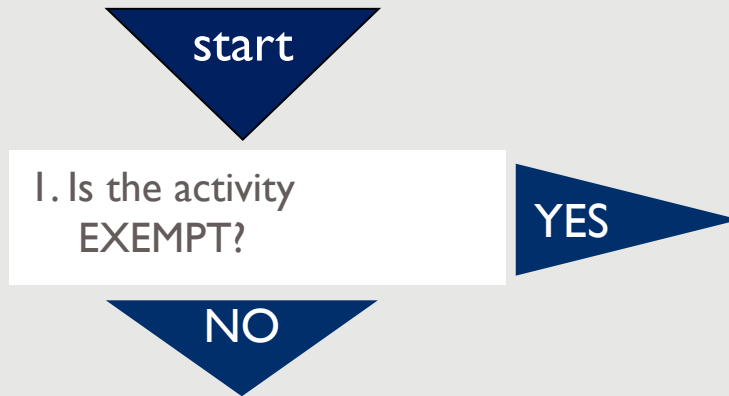 start
1. Is the activity
EXEMPT?
YES
NO